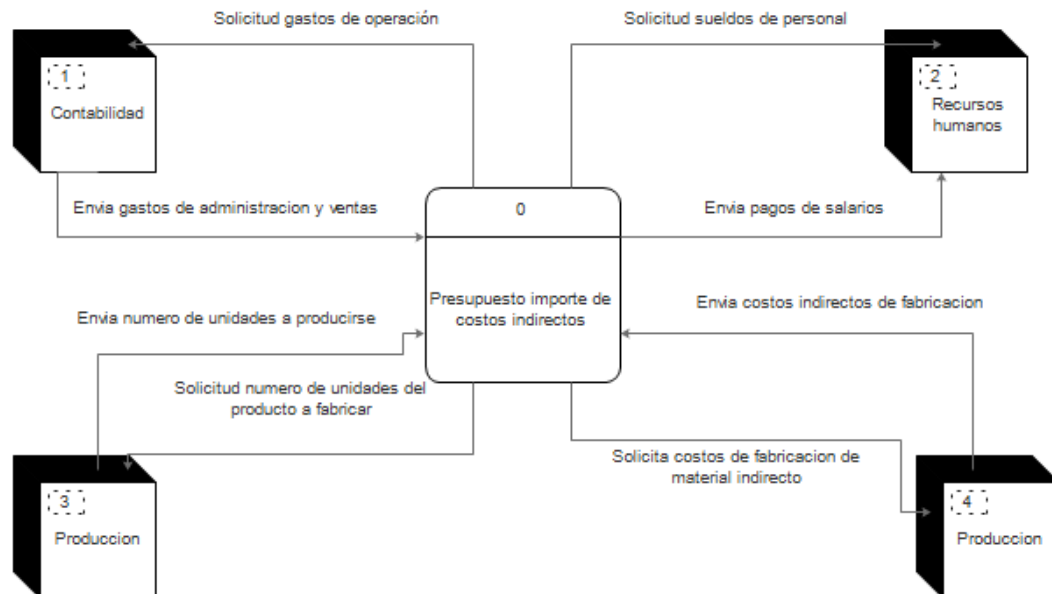 Solicitud gastos de operación
Solicitud sueldos de personal
1
Contabilidad
2
Recursos
humanos
Envia gastos de administracion y ventas
0
Envia pagos de salarios
Presupuesto importe de
costos indirectos
Envia numero de unidades a producirse
Envia costos indirectos de fabricacion
Solicitud numero de unidades del
producto a fabricar
Solicita costos de fabricacion de
material indirecto
3
Produccion
4
Produccion